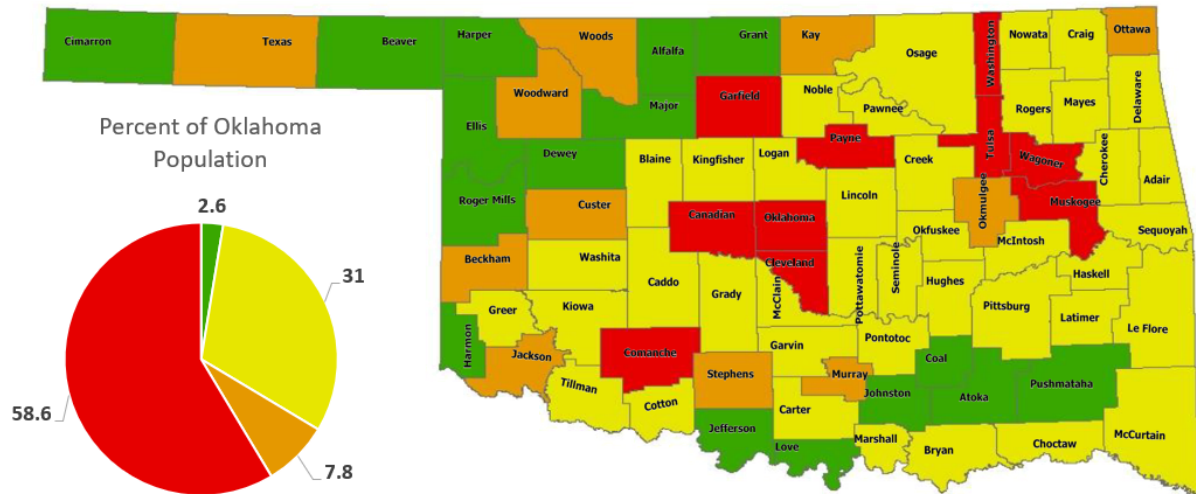 Cimarron
Texas
Beaver
Harper
Woods
Alfalfa
Grant
Kay
Osage
Washington
Nowata
Craig
Ottawa
Woodward
Major
Garfield
Noble
Pawnee
Rogers
Mayes
Delaware
Percent of Oklahoma
Population
Ellis
Dewey
Blaine
Kingfisher
Logan
Payne
Creek
Tulsa
Wagoner
Cherokee
Adair
Roger Mills
Custer
Canadian
Oklahoma
Lincoln
Okmulgee
Muskogee
Sequoyah
2.6
31
58.6
7.8
Beckham
Washita
Caddo
Grady
Cleveland
McClain
Pottawatomie
Seminole
Okfuskee
McIntosh
Hughes
Haskell
Pittsburg
Latimer
Le Flore
Greer
Kiowa
Harmon
Jackson
Comanche
Stephens
Garvin
Murray
Pontotoc
Coal
Pushmataha
Tillman
Cotton
Carter
Johnston
Atoka
Jefferson
Love
Marshall
Bryan
Choctaw
McCurtain